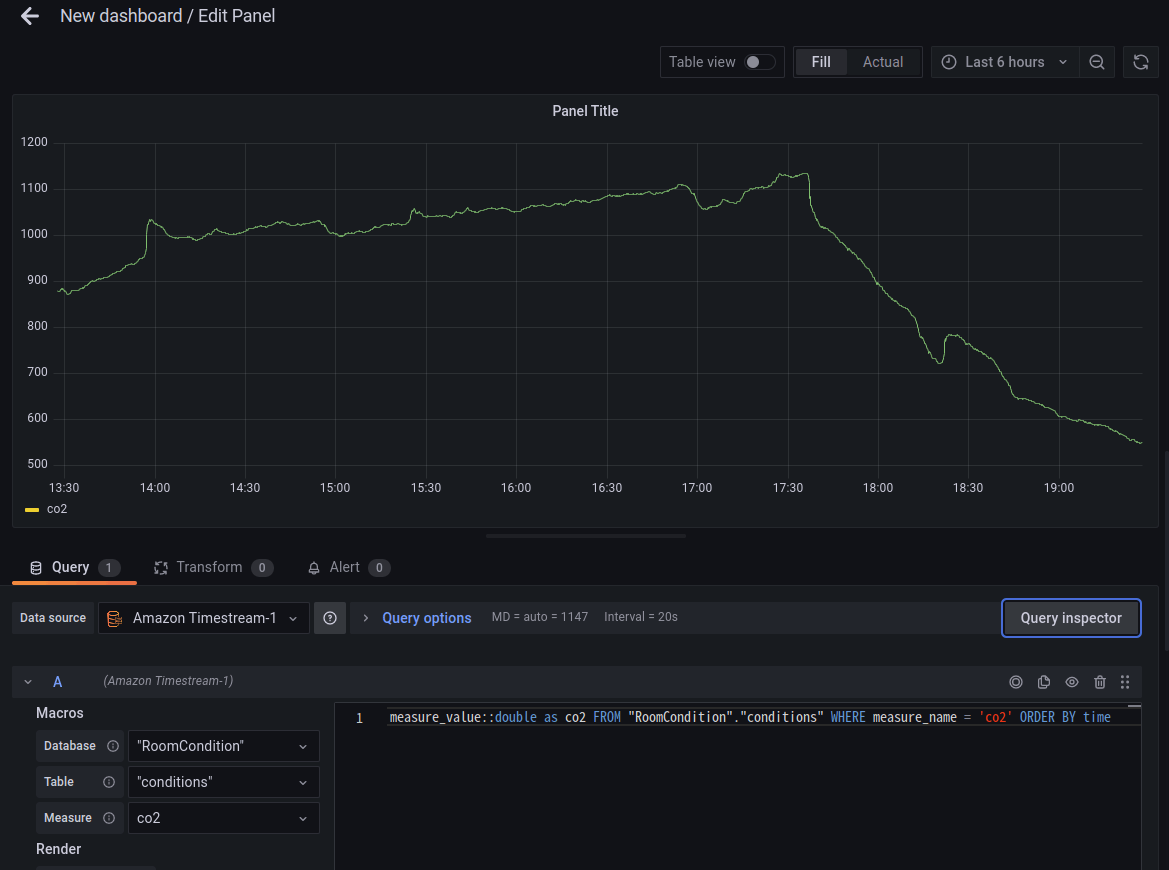 New dashboard / Edit Panel
Table view Fill Actual Last 6 hours
Panel Title
1200
1100
1000
900
800
700
600
500
13:30 14:00 14:30 15:00 15:30 16:00 16:30 17:00 17:30 18:00 18:30 19:00
co2
Query 1 Transform 0 Alert 0
Data source Amazon Timestream-1 Query options MD = auto = 1147 Interval = 20s Query inspector
A (Amazon Timestream-1)
Macros
1 measure_value::double as co2 FROM "RoomCondition"."conditions" WHERE measure_name = 'co2' ORDER BY time
Database "RoomCondition"
Table "conditions"
Measure co2
Render